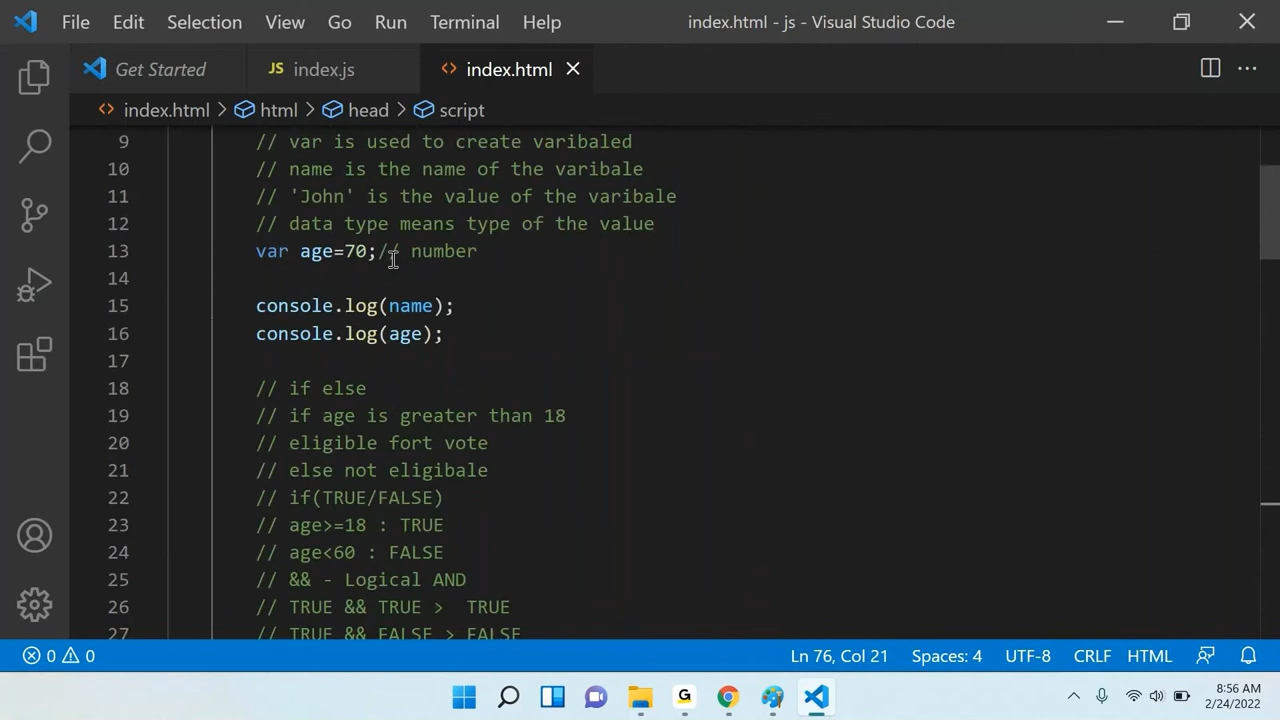 File Edit Selection View Go Run Terminal Help index.html - js - Visual Studio Code
Get Started JS index.js <> index.html
<> index.html > html > head > script
9 // var is used to create varibaled
10 // name is the name of the varibale
11 // 'John' is the value of the varibale
12 // data type means type of the value
13 var age=70;// number
14
15 console.log(name);
16 console.log(age);
17
18 // if else
19 // if age is greater than 18
20 // eligible fort vote
21 // else not eligibale
22 // if(TRUE/FALSE)
23 // age>=18 : TRUE
24 // age<60 : FALSE
25 // && - Logical AND
26 // TRUE && TRUE >  TRUE
27 // TRUE && FALSE > FALSE
0 0 Ln 76, Col 21 Spaces: 4 UTF-8 CRLF HTML
G
8:56 AM
2/24/2022